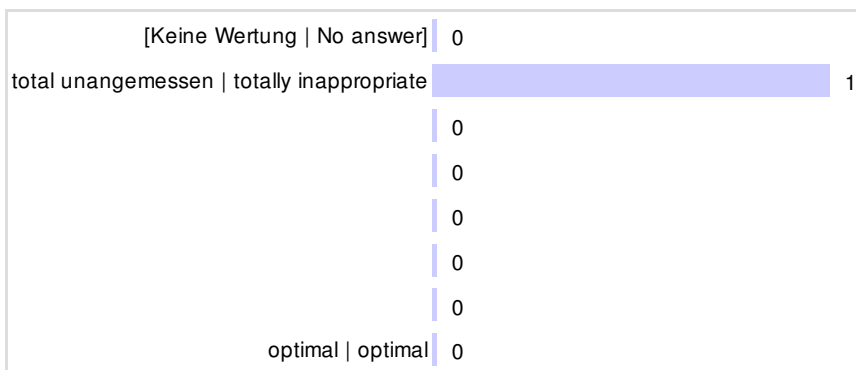 [Keine Wertung | No answer] 0
total unangemessen | totally inappropriate 1
0
0
0
0
0
optimal | optimal 0